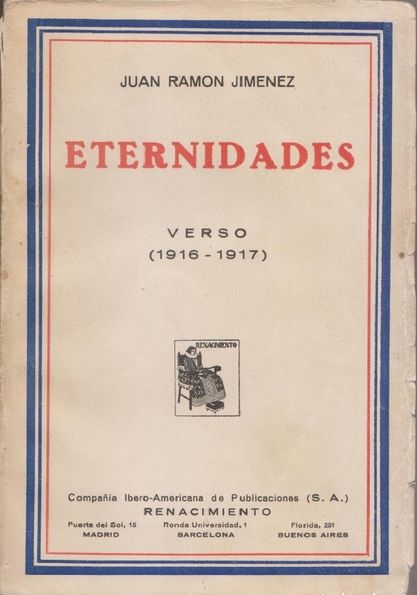 JUAN RAMON JIMENEZ
ETERNIDADES
VERSO
(1916 - 1917)
RENACIMIENTO
Compañía Ibero-Americana de Publicaciones (S. A.)
RENACIMIENTO
Puerta del Sol, 15 Ronda Universidad, 1 Florida, 251
MADRID BARCELONA BUENOS AIRES